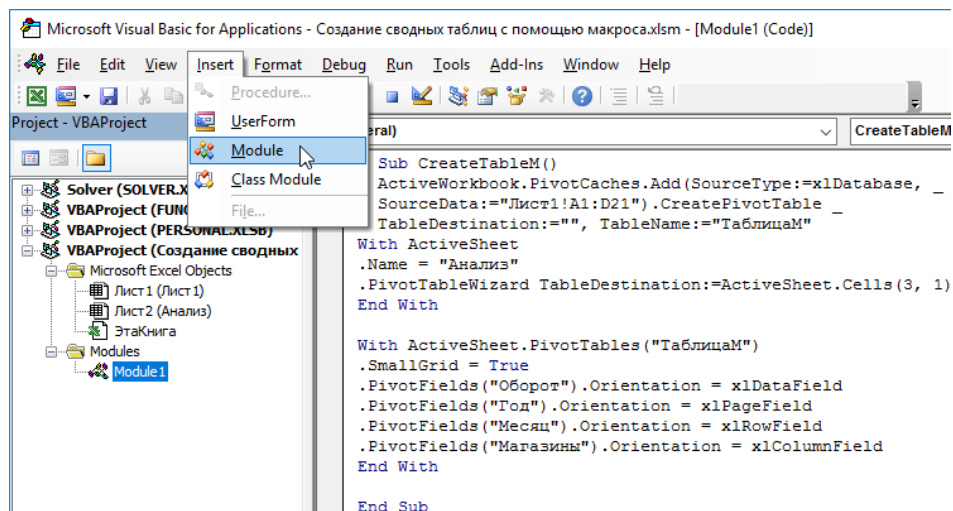 Microsoft Visual Basic for Applications - Создание сводных таблиц с помощью макроса.xlsm - [Module1 (Code)]
File Edit View Insert Format Debug Run Tools Add-Ins Window Help
Procedure...
UserForm
Module
Class Module
File...
Project - VBAProject
Solver (SOLVER.X
VBAProject (FUN
VBAProject (PERSONAL.XLSB)
VBAProject (Создание сводных
Microsoft Excel Objects
Лист1 (Лист1)
Лист2 (Анализ)
ЭтаКнига
Modules
Module1
eral)
CreateTableM
Sub CreateTableM()
ActiveWorkbook.PivotCaches.Add(SourceType:=xlDatabase, _
SourceData:="Лист1!A1:D21").CreatePivotTable _
TableDestination:="", TableName:="ТаблицаМ"
With ActiveSheet
.Name = "Анализ"
.PivotTableWizard TableDestination:=ActiveSheet.Cells(3, 1)
End With
With ActiveSheet.PivotTables("ТаблицаМ")
.SmallGrid = True
.PivotFields("Оборот").Orientation = xlDataField
.PivotFields("Год").Orientation = xlPageField
.PivotFields("Месяц").Orientation = xlRowField
.PivotFields("Магазины").Orientation = xlColumnField
End With
End Sub